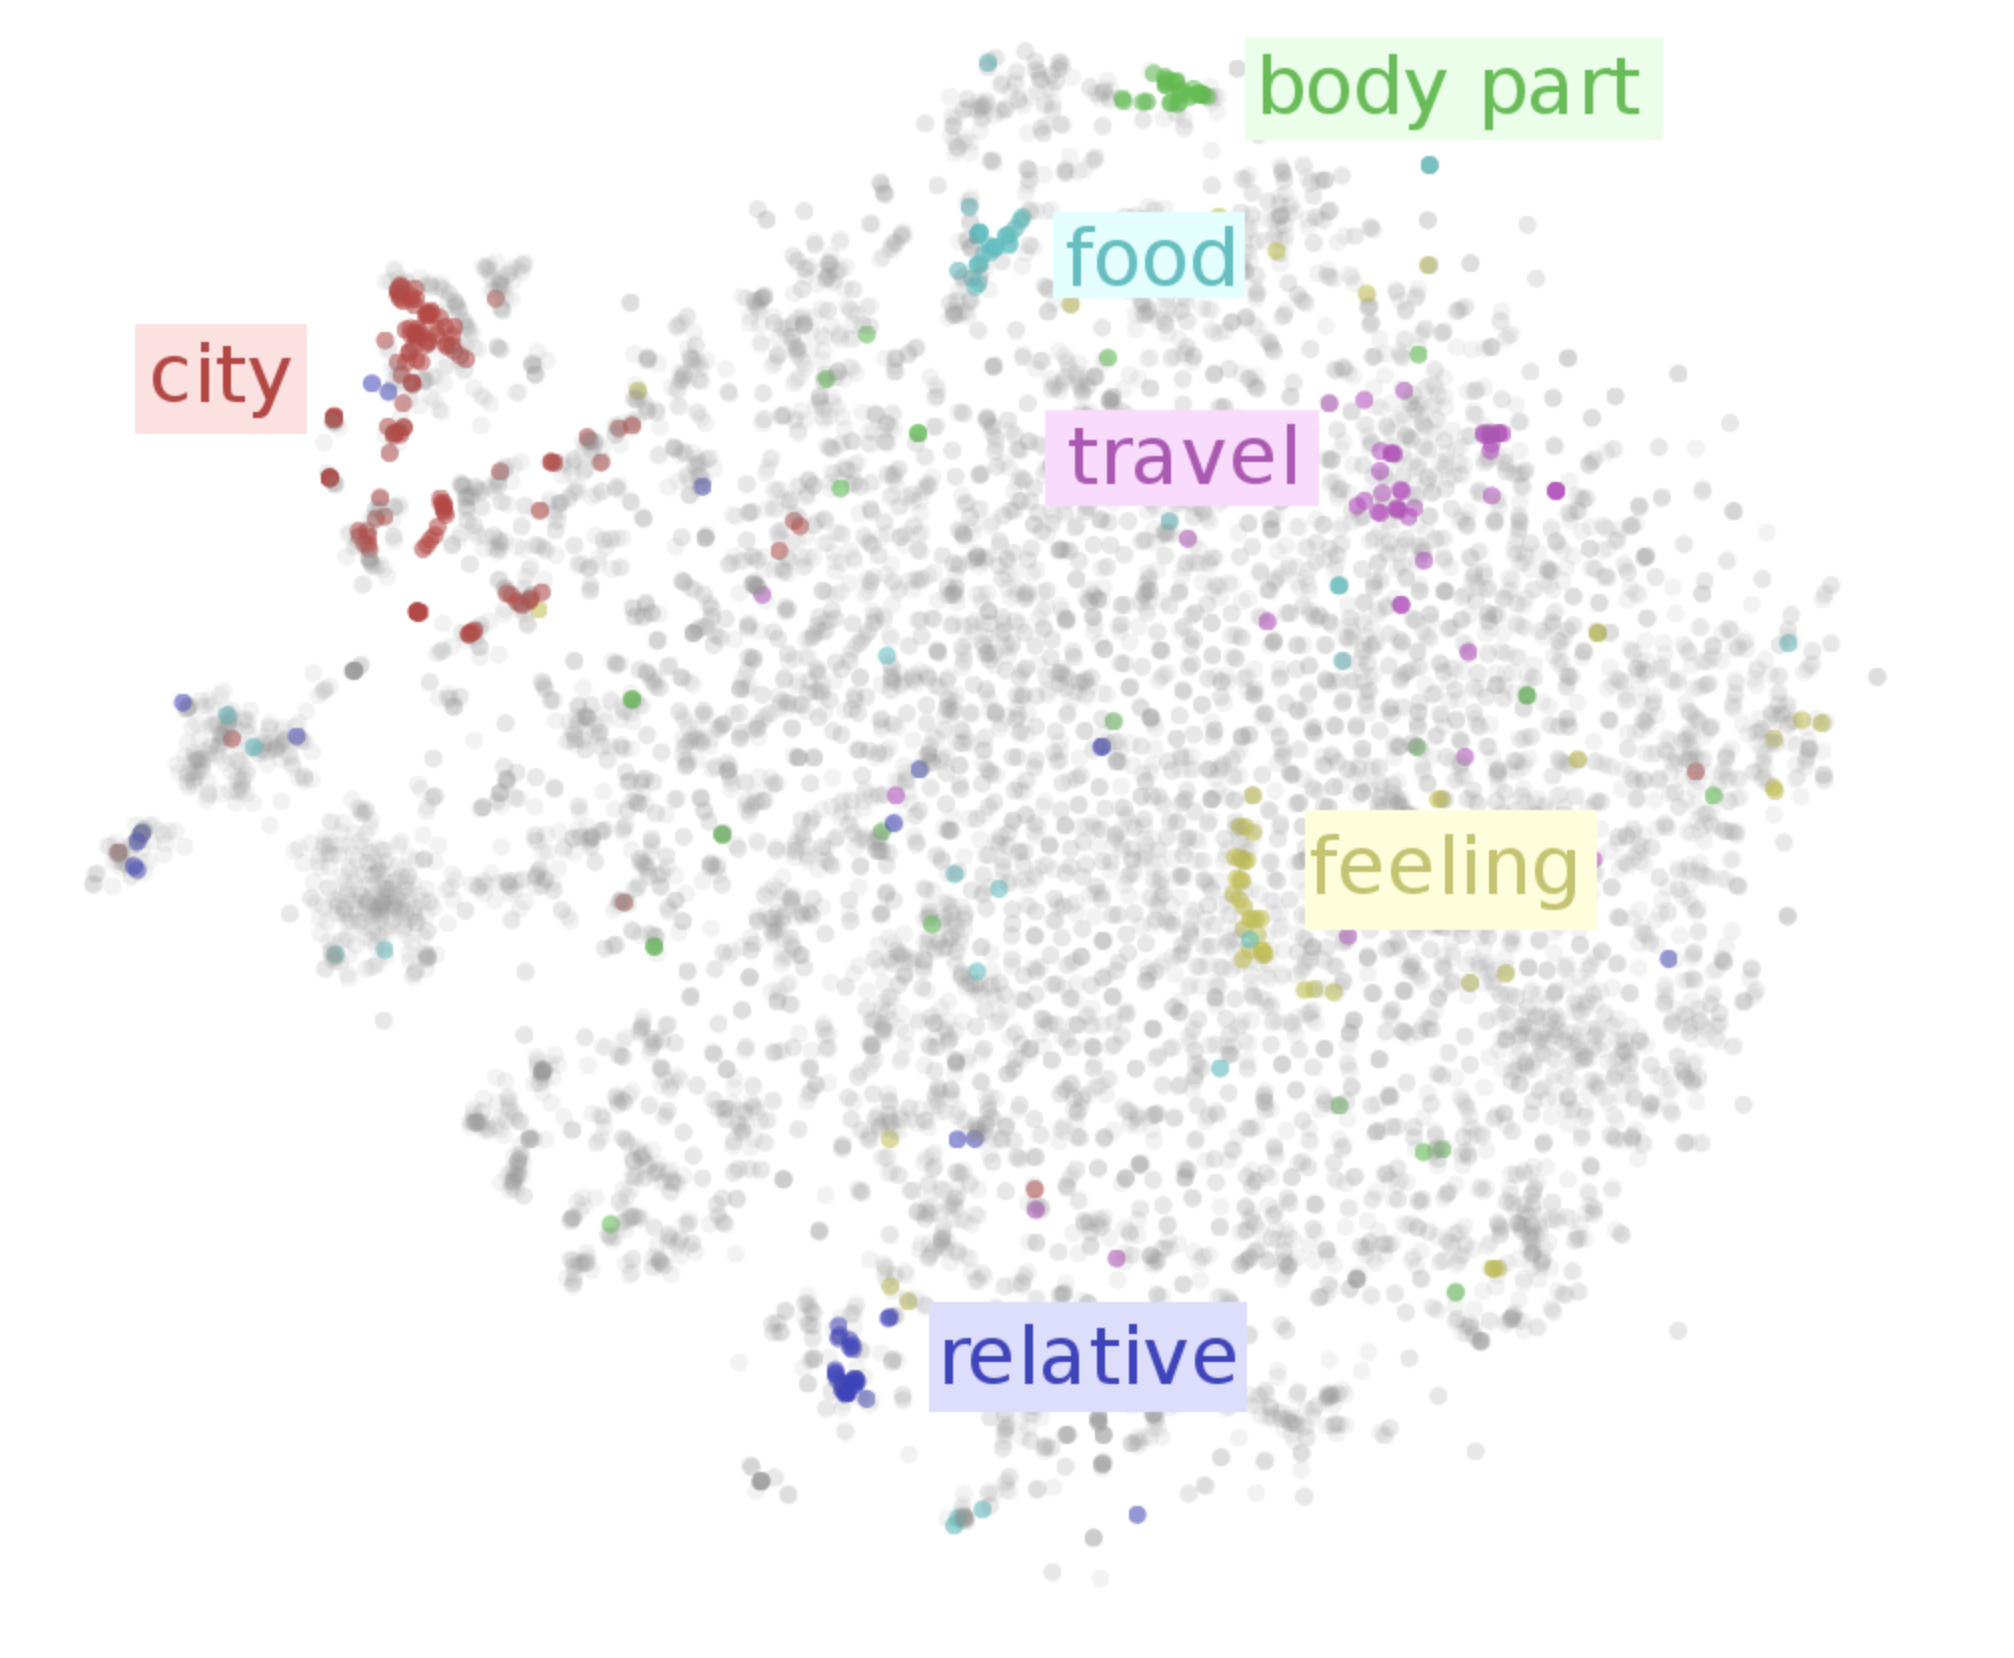 body part
food
city
travel
feeling
relative